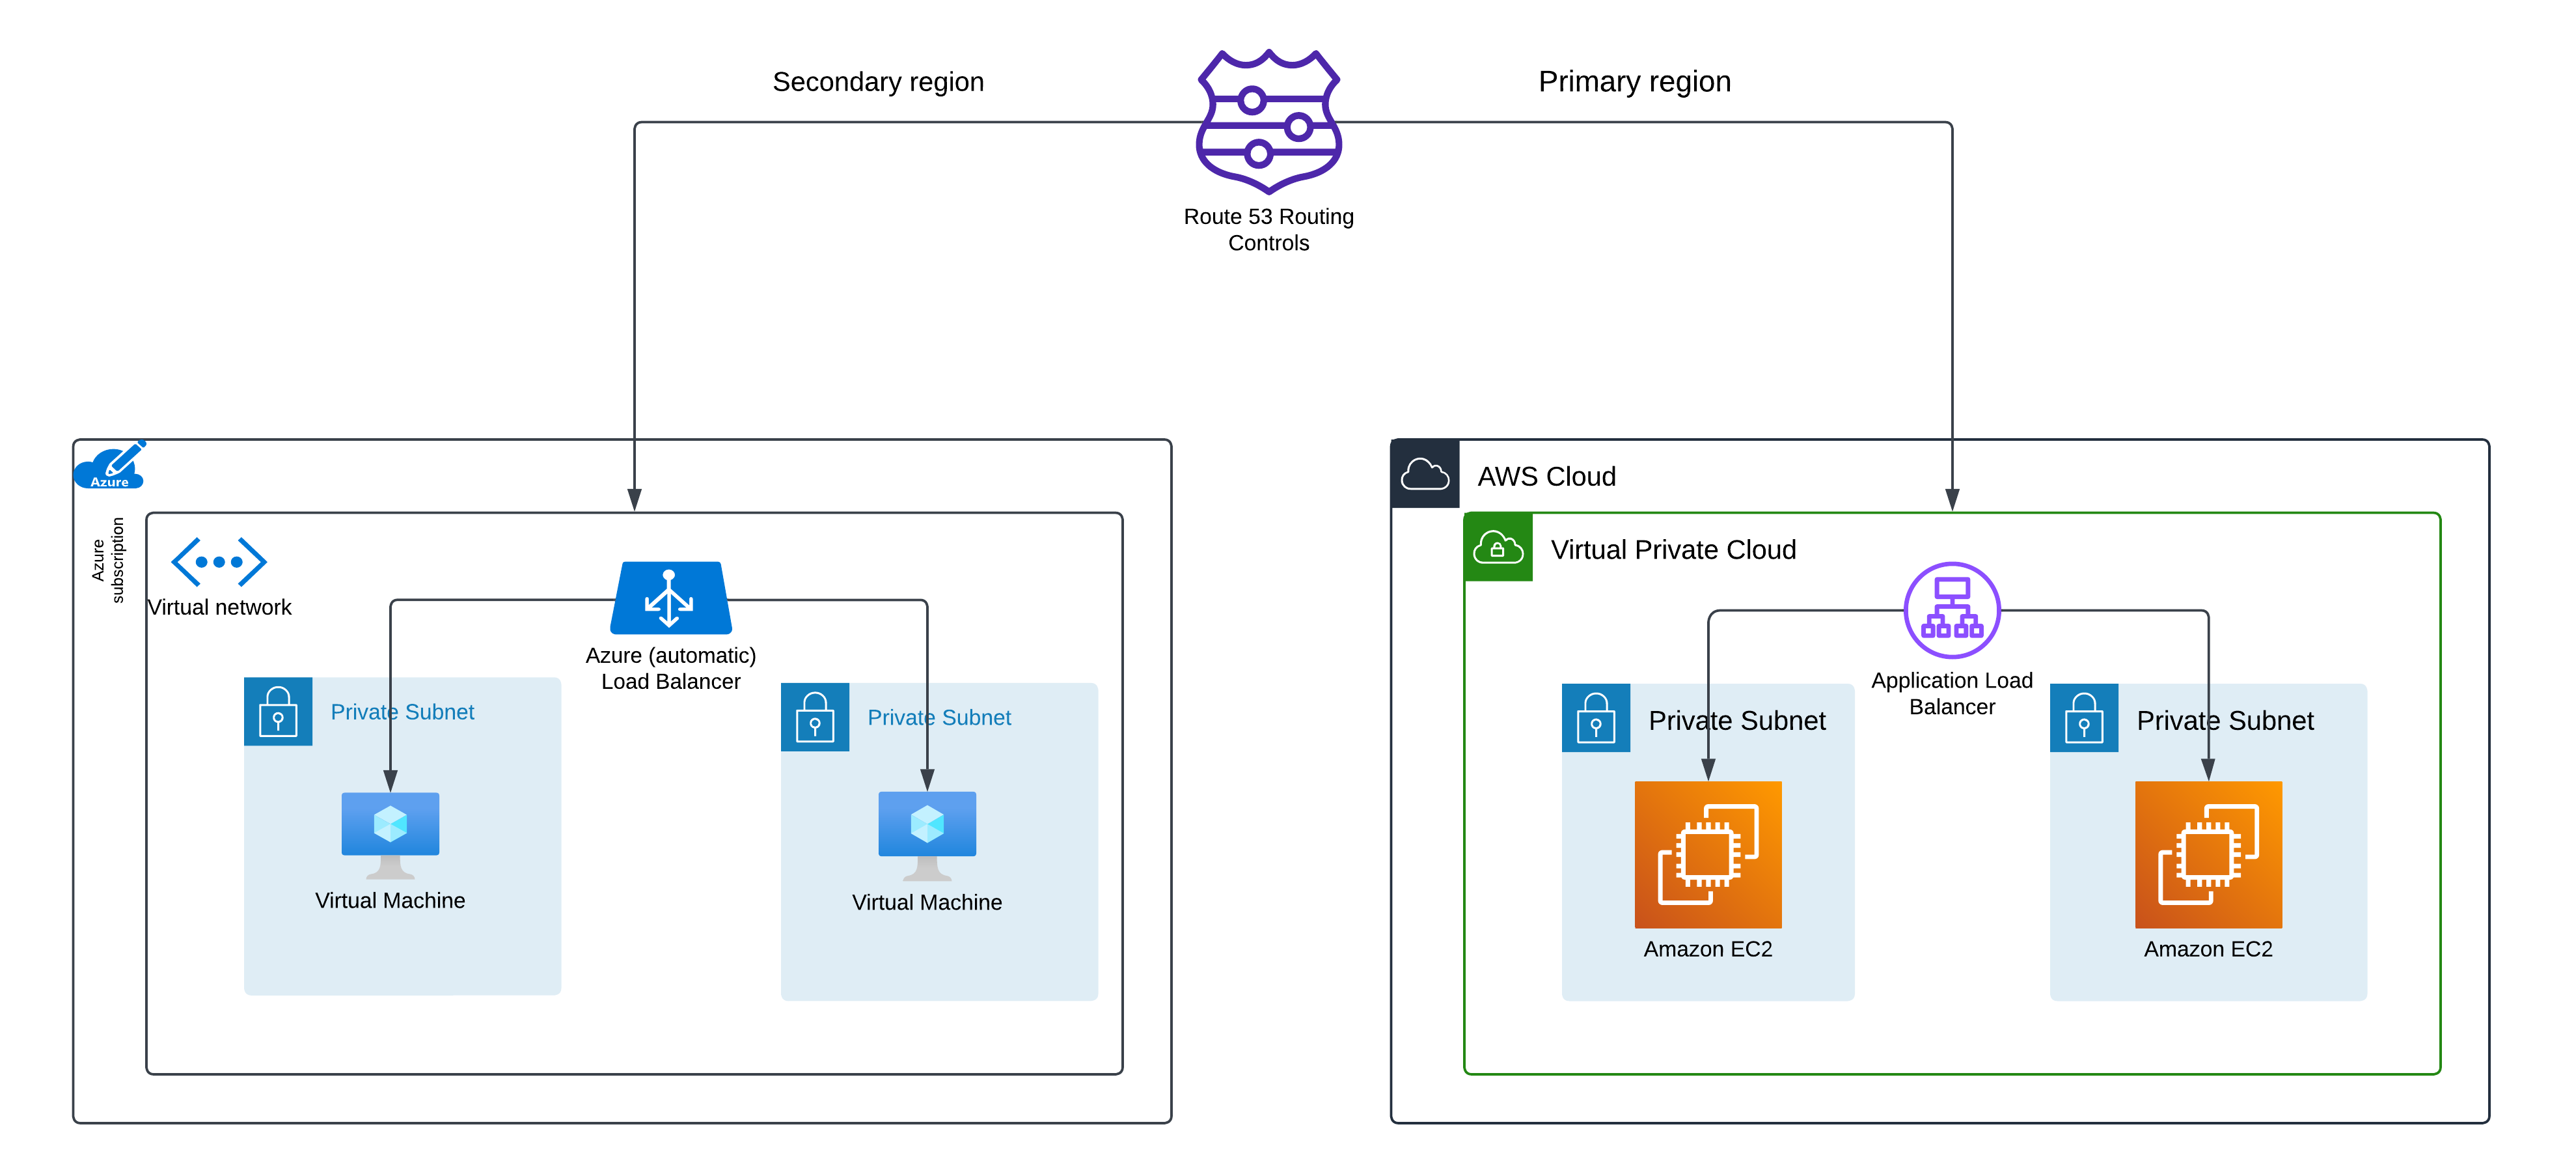 Secondary region
Primary region
Route 53 Routing
Controls
Azure
Azure
subscription
Virtual network
Azure (automatic)
Load Balancer
Private Subnet
Private Subnet
Virtual Machine
Virtual Machine
AWS Cloud
Virtual Private Cloud
Application Load
Balancer
Private Subnet
Private Subnet
Amazon EC2
Amazon EC2